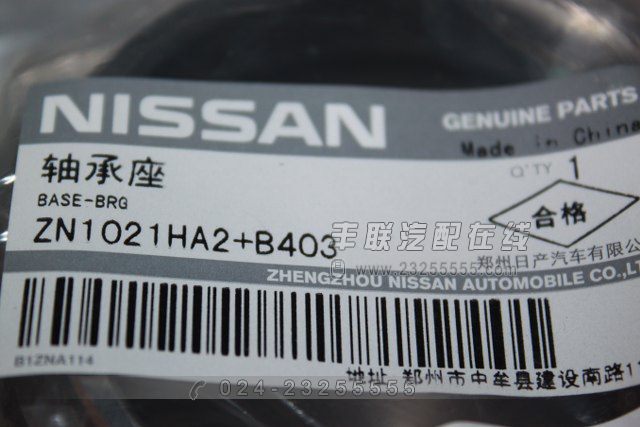 NISSAN
GENUINE PARTS
Made in China
轴承座
Q'TY 1
BASE-BRG
合格
ZN1021HA2+B403
丰联汽配在线
www.23255555.com
郑州日产汽车有限公
ZHENGZHOU NISSAN AUTOMOBILE CO.,LT
B1ZNA114
地址:郑州市中牟县建设南路11
024-23255555